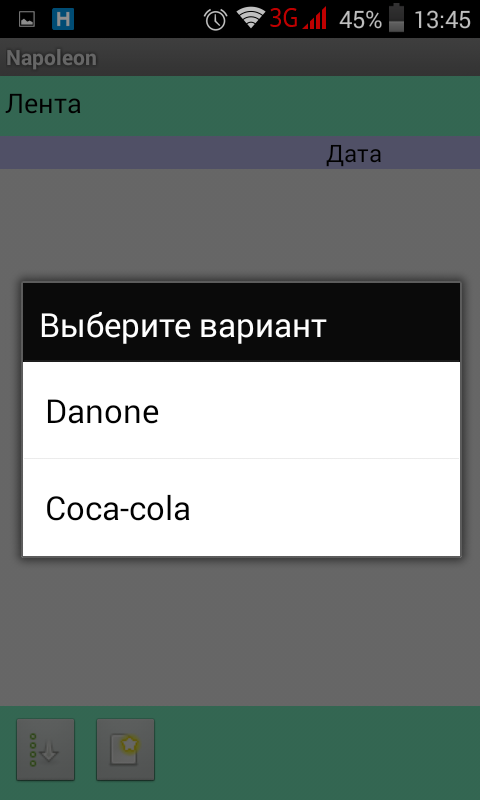 H 3G 45% 13:45
Napoleon
Лента
Дата
Выберите вариант
Danone
Coca-cola